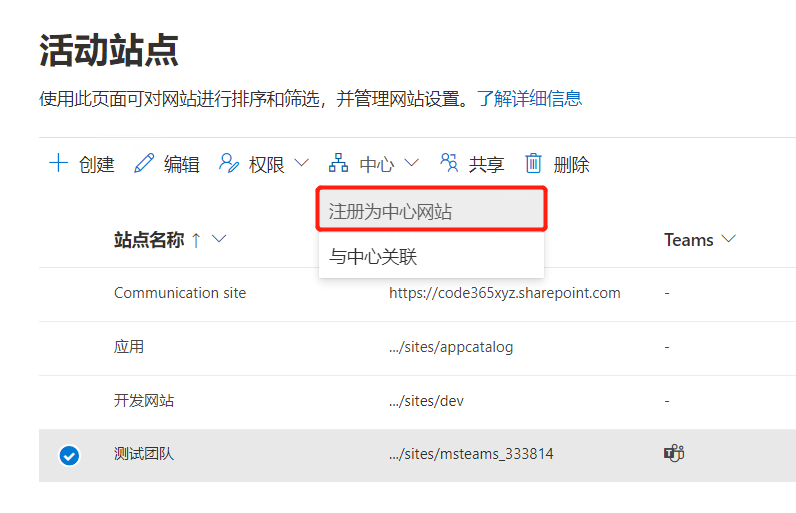 活动站点
使用此页面可对网站进行排序和筛选，并管理网站设置。了解详细信息
创建 编辑 权限 中心 共享 删除
注册为中心网站
站点名称 ↑ Teams
与中心关联
Communication site https://code365xyz.sharepoint.com -
应用 .../sites/appcatalog -
开发网站 .../sites/dev -
测试团队 .../sites/msteams_333814